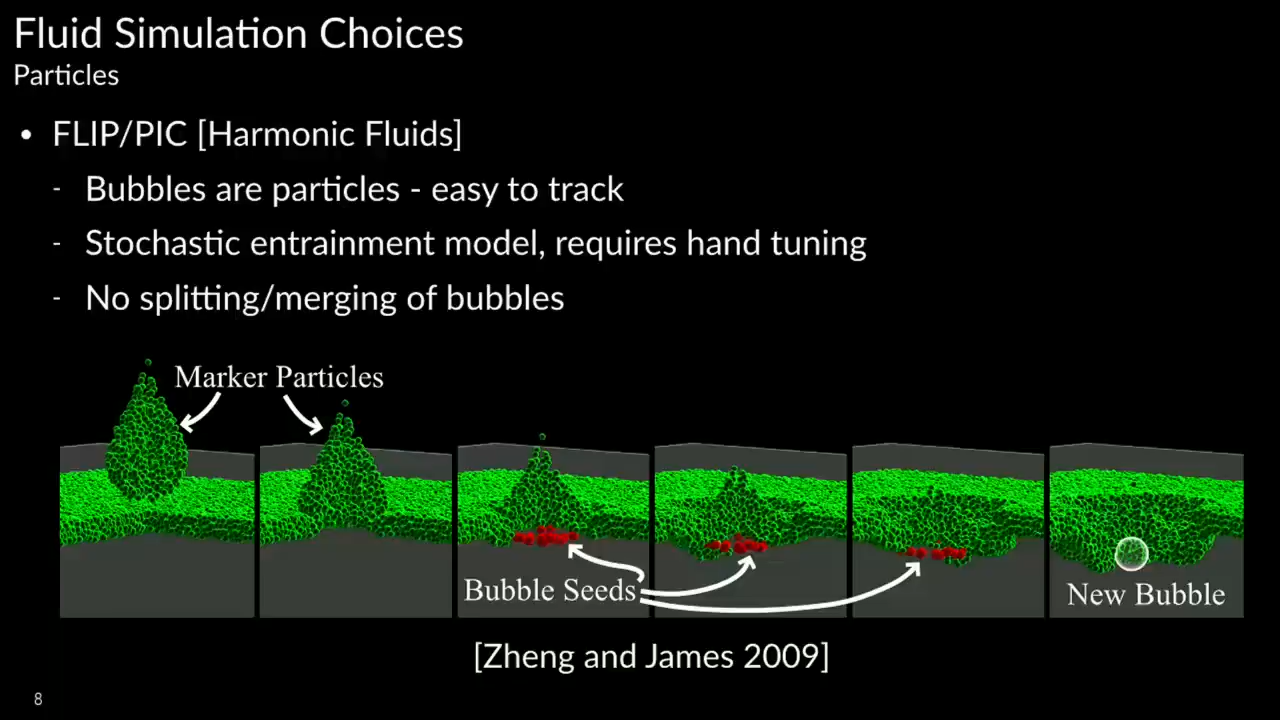 Fluid Simulation Choices
Particles
• FLIP/PIC [Harmonic Fluids]
- Bubbles are particles - easy to track
- Stochastic entrainment model, requires hand tuning
- No splitting/merging of bubbles
Marker Particles
Bubble Seeds
New Bubble
[Zheng and James 2009]
8